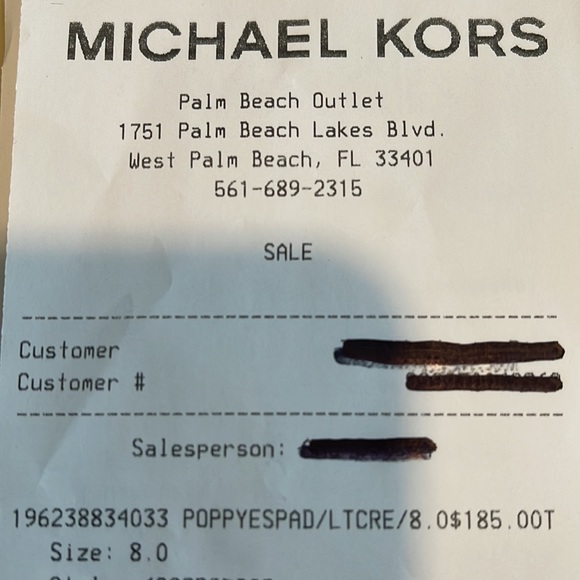 MICHAEL KORS
Palm Beach Outlet
1751 Palm Beach Lakes Blvd.
West Palm Beach, FL 33401
561-689-2315
SALE
Customer
Customer #
Salesperson:
196238834033 POPPYESPAD/LTCRE/8.0$185.00T
Size: 8.0